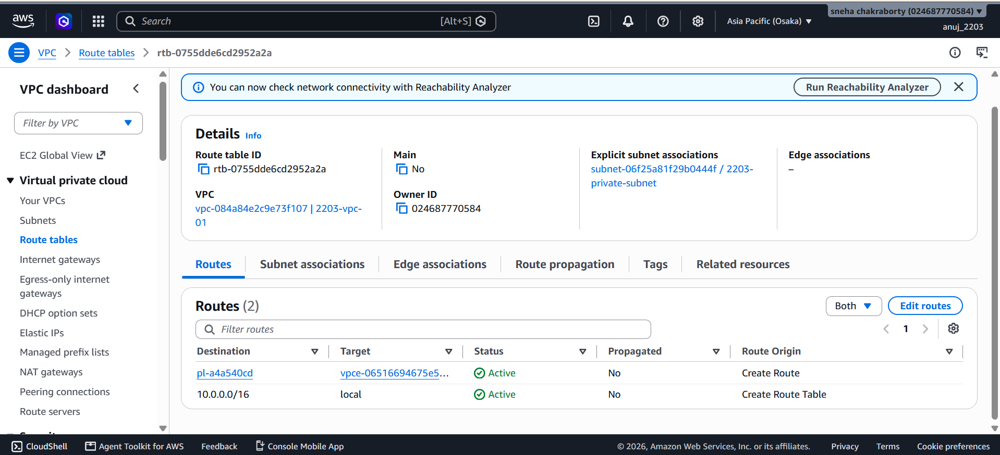 aws
Search [Alt+S]
Asia Pacific (Osaka)
sneha chakraborty (024687770584)
anuj_2203
VPC
Route tables
rtb-0755dde6cd2952a2a
VPC dashboard
Filter by VPC
EC2 Global View
Virtual private cloud
Your VPCs
Subnets
Route tables
Internet gateways
Egress-only internet
gateways
DHCP option sets
Elastic IPs
Managed prefix lists
NAT gateways
Peering connections
Route servers
You can now check network connectivity with Reachability Analyzer
Run Reachability Analyzer
Details Info
Route table ID
rtb-0755dde6cd2952a2a
VPC
vpc-084a84e2c9e73f107 | 2203-vpc-
01
Main
No
Owner ID
024687770584
Explicit subnet associations
subnet-06f25a81f29b0444f / 2203-
private-subnet
Edge associations
–
Routes
Subnet associations
Edge associations
Route propagation
Tags
Related resources
Routes (2)
Both
Edit routes
Filter routes
1
Destination Target Status Propagated Route Origin
pl-a4a540cd vpce-06516694675e5... Active No Create Route
10.0.0.0/16 local Active No Create Route Table
CloudShell
Agent Toolkit for AWS
Feedback
Console Mobile App
© 2026, Amazon Web Services, Inc. or its affiliates.
Privacy
Terms
Cookie preferences